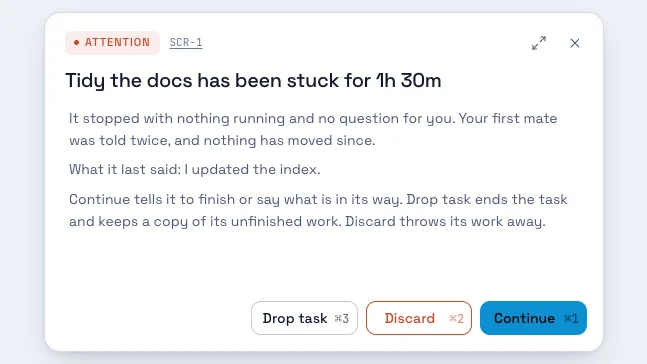 ATTENTION SCR-1
Tidy the docs has been stuck for 1h 30m
It stopped with nothing running and no question for you. Your first mate
was told twice, and nothing has moved since.
What it last said: I updated the index.
Continue tells it to finish or say what is in its way. Drop task ends the task
and keeps a copy of its unfinished work. Discard throws its work away.
Drop task ⌘3 Discard ⌘2 Continue ⌘1